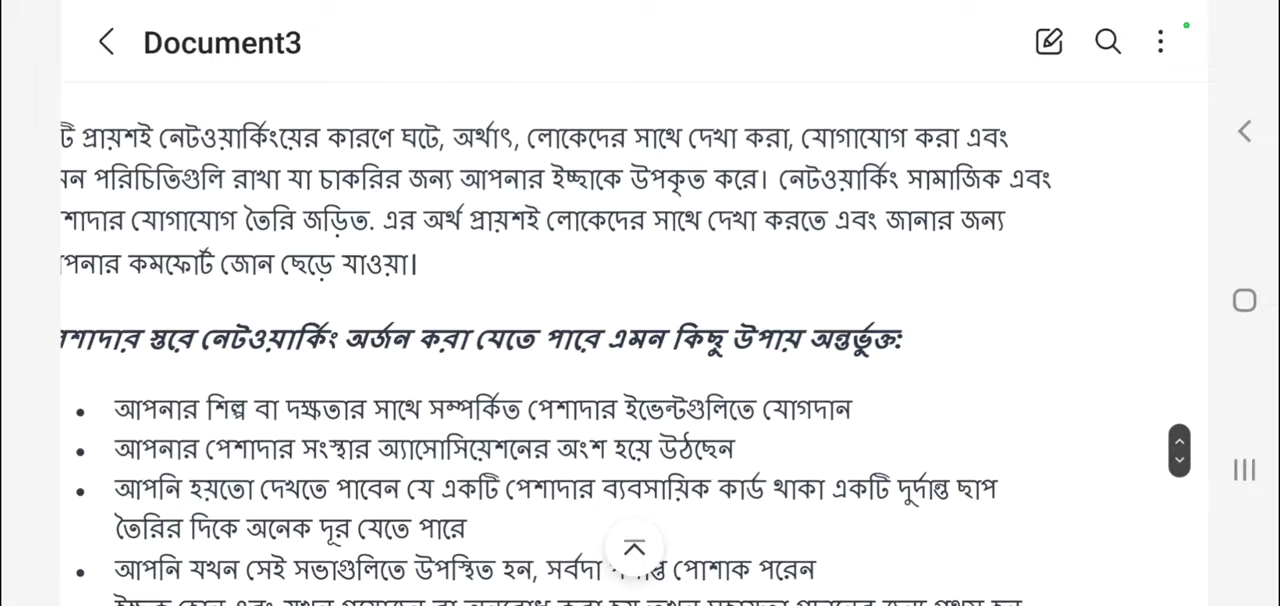 Document3
প্রায়শই নেটওয়ার্কিংয়ের কারণে ঘটে, অর্থাৎ, লোকেদের সাথে দেখা করা, যোগাযোগ করা এবং
পরিচিতিগুলি রাখা যা চাকরির জন্য আপনার ইচ্ছাকে উপকৃত করে। নেটওয়ার্কিং সামাজিক এবং
যোগাযোগ তৈরি জড়িত. এর অর্থ প্রায়শই লোকেদের সাথে দেখা করতে এবং জানার জন্য
কমফোর্ট জোন ছেড়ে যাওয়া।
স্তরে নেটওয়ার্কিং অর্জন করা যেতে পারে এমন কিছু উপায় অন্তর্ভুক্ত:
• আপনার শিল্প বা দক্ষতার সাথে সম্পর্কিত পেশাদার ইভেন্টগুলিতে যোগদান
• আপনার পেশাদার সংস্থার অ্যাসোসিয়েশনের অংশ হয়ে উঠছেন
• আপনি হয়তো দেখতে পাবেন যে একটি পেশাদার ব্যবসায়িক কার্ড থাকা একটি দুর্দান্ত ছাপ
তৈরির দিকে অনেক দূর যেতে পারে
• আপনি যখন সেই সভাগুলিতে উপস্থিত হন, সর্বদা পোশাক পরেন